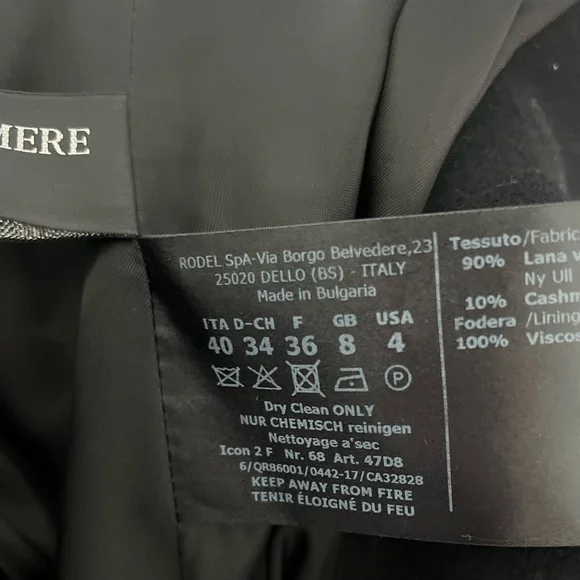 MERE
RODEL SpA-Via Borgo Belvedere,23
25020 DELLO (BS) - ITALY
Made in Bulgaria
ITA D-CH F GB USA
40 34 36 8 4
P
Dry Clean ONLY
NUR CHEMISCH reinigen
Nettoyage a'sec
Icon 2 F Nr. 68 Art. 47D8
6/QR86001/0442-17/CA32828
KEEP AWAY FROM FIRE
TENIR ÉLOIGNÉ DU FEU
Tessuto/Fabric
90% Lana v
Ny Ull
10% Cashm
Fodera /Lining
100% Viscos